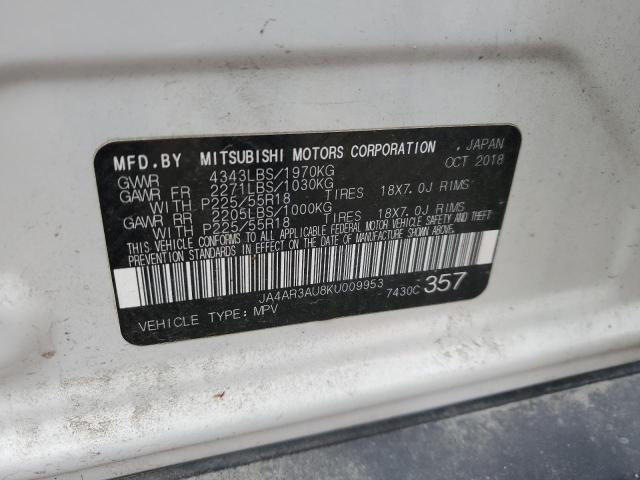 MFD.BY MITSUBISHI MOTORS CORPORATION , JAPAN
GVWR 4343LBS/1970KG OCT 2018
GAWR FR 2271LBS/1030KG
WITH P225/55R18 TIRES 18X7.0J RIMS
GAWR RR 2205LBS/1000KG
WITH P225/55R18 TIRES 18X7.0J RIMS
THIS VEHICLE CONFORMS TO ALL APPLICABLE FEDERAL MOTOR VEHICLE SAFETY AND THEFT
PREVENTION STANDARDS IN EFFECT ON THE DATE OF MANUFACTURE SHOWN ABOVE.
JA4AR3AU8KU009953
VEHICLE TYPE: MPV 7430C 357